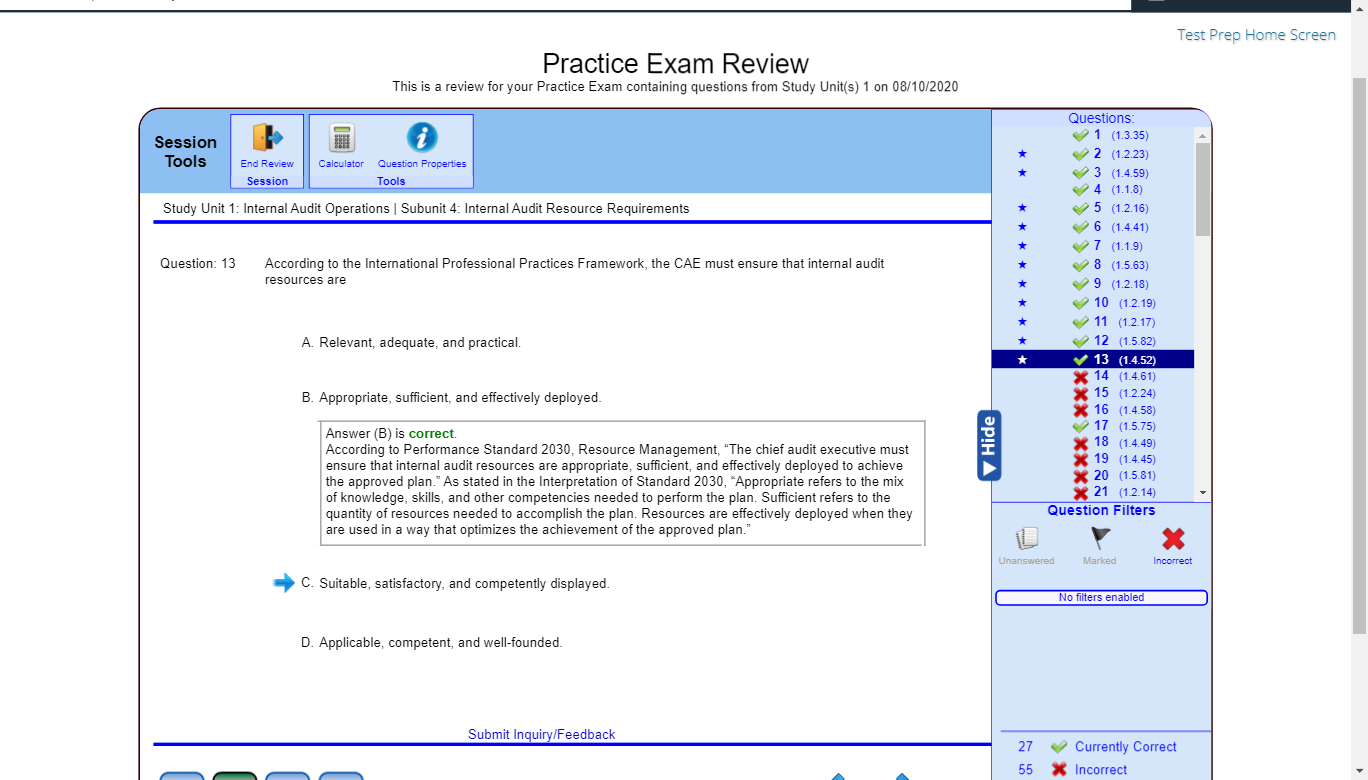 Test Prep Home Screen
Practice Exam Review
This is a review for your Practice Exam containing questions from Study Unit(s) 1 on 08/10/2020
Session
Tools
End Review
Session
Calculator
Question Properties
Tools
Study Unit 1: Internal Audit Operations | Subunit 4: Internal Audit Resource Requirements
Question: 13
According to the International Professional Practices Framework, the CAE must ensure that internal audit
resources are
A. Relevant, adequate, and practical.
B. Appropriate, sufficient, and effectively deployed.
Answer (B) is correct.
According to Performance Standard 2030, Resource Management, “The chief audit executive must
ensure that internal audit resources are appropriate, sufficient, and effectively deployed to achieve
the approved plan.” As stated in the Interpretation of Standard 2030, “Appropriate refers to the mix
of knowledge, skills, and other competencies needed to perform the plan. Sufficient refers to the
quantity of resources needed to accomplish the plan. Resources are effectively deployed when they
are used in a way that optimizes the achievement of the approved plan.”
C. Suitable, satisfactory, and competently displayed.
D. Applicable, competent, and well-founded.
Submit Inquiry/Feedback
Questions:
1 (1.3.35)
2 (1.2.23)
3 (1.4.59)
4 (1.1.8)
5 (1.2.16)
6 (1.4.41)
7 (1.1.9)
8 (1.5.63)
9 (1.2.18)
10 (1.2.19)
11 (1.2.17)
12 (1.5.82)
13 (1.4.52)
14 (1.4.61)
15 (1.2.24)
16 (1.4.58)
17 (1.5.75)
18 (1.4.49)
19 (1.4.45)
20 (1.5.81)
21 (1.2.14)
Hide
Question Filters
Unanswered
Marked
Incorrect
No filters enabled
27 Currently Correct
55 Incorrect